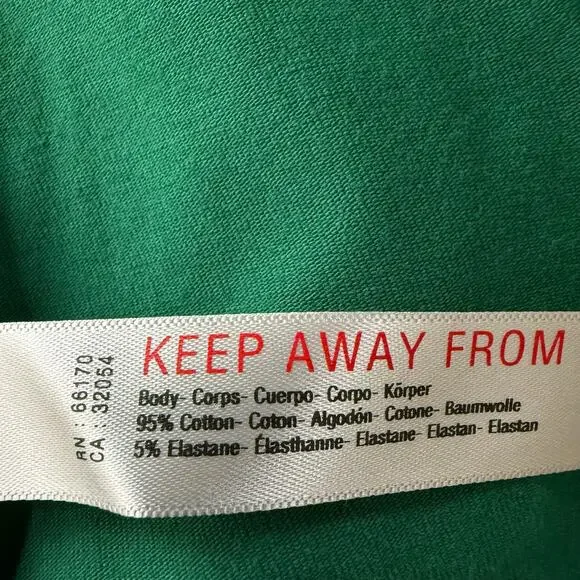 RN : 66170
CA : 32054
KEEP AWAY FROM
Body- Corps- Cuerpo- Corpo- Körper
95% Cotton- Coton- Algodón- Cotone- Baumwolle
5% Elastane- Élasthanne- Elastane- Elastan- Elastan